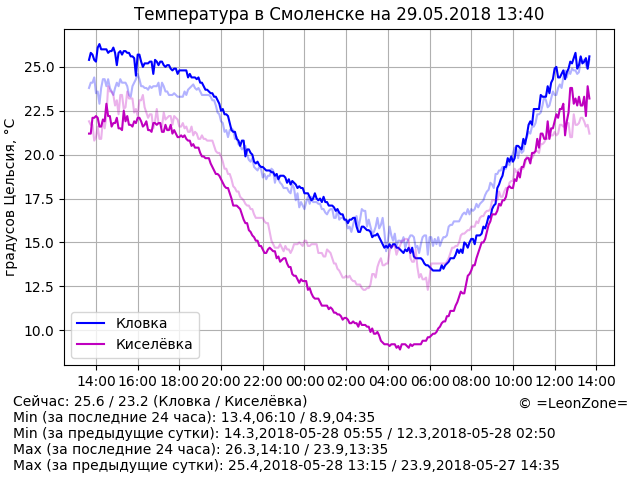 Температура в Смоленске на 29.05.2018 13:40
градусов Цельсия, °C
25.0
22.5
20.0
17.5
15.0
12.5
10.0
Кловка
Киселёвка
14:00 16:00 18:00 20:00 22:00 00:00 02:00 04:00 06:00 08:00 10:00 12:00 14:00
Сейчас: 25.6 / 23.2 (Кловка / Киселёвка)
© =LeonZone=
Min (за последние 24 часа): 13.4,06:10 / 8.9,04:35
Min (за предыдущие сутки): 14.3,2018-05-28 05:55 / 12.3,2018-05-28 02:50
Max (за последние 24 часа): 26.3,14:10 / 23.9,13:35
Max (за предыдущие сутки): 25.4,2018-05-28 13:15 / 23.9,2018-05-27 14:35